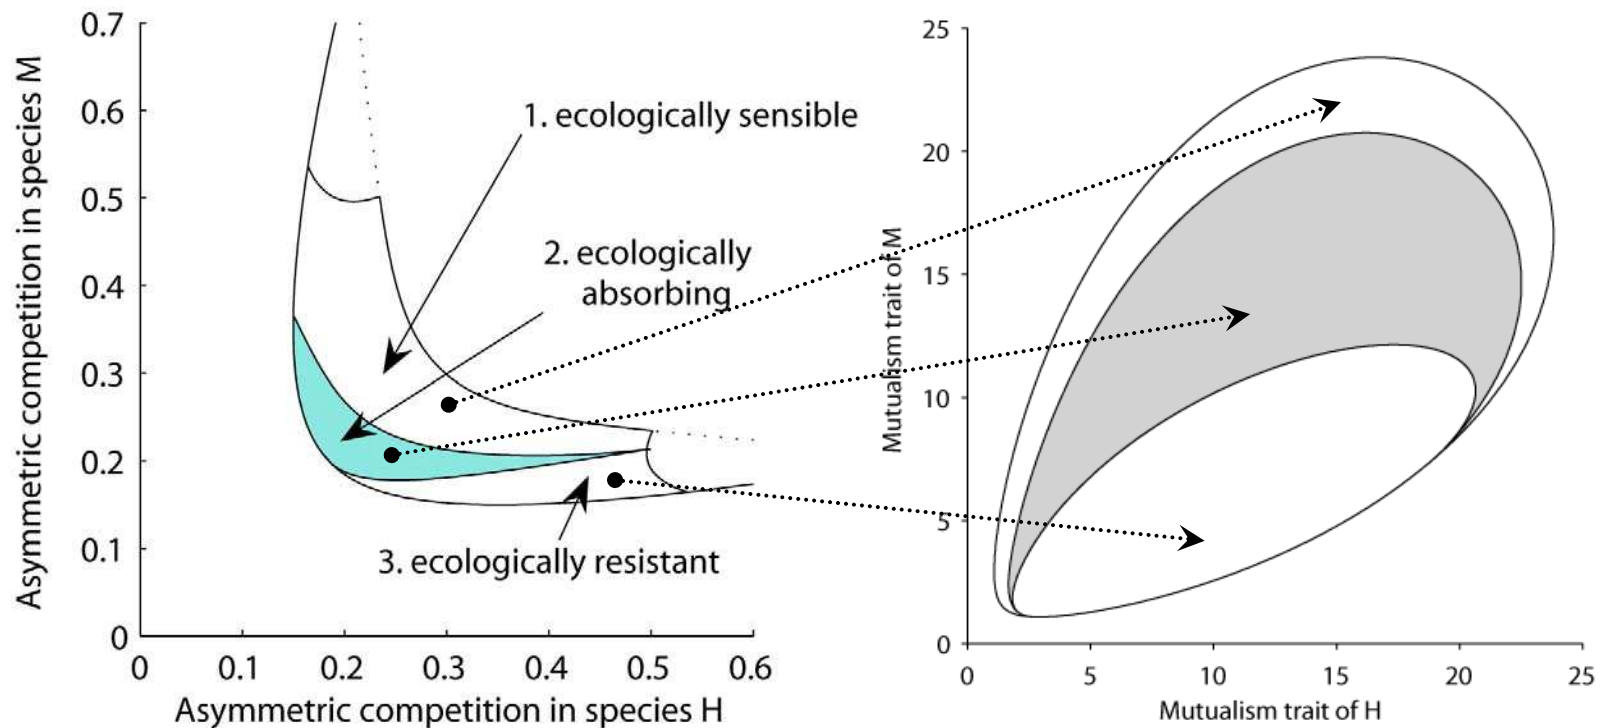 Asymmetric competition in species M
0.7
0.6
0.5
0.4
0.3
0.2
0.1
0
1. ecologically sensible
2. ecologically
absorbing
3. ecologically resistant
0 0.1 0.2 0.3 0.4 0.5 0.6
Asymmetric competition in species H
Mutualism trait of M
25
20
15
10
5
0
0 5 10 15 20 25
Mutualism trait of H